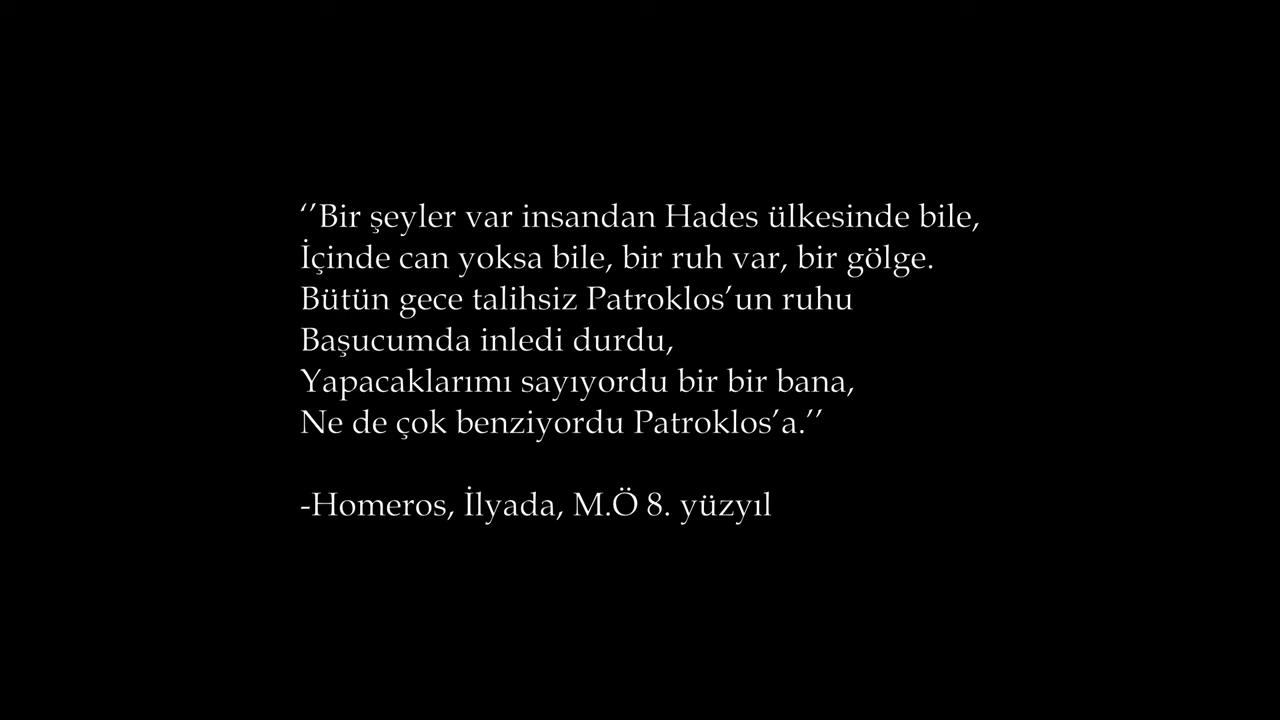 ‘’Bir şeyler var insandan Hades ülkesinde bile,
İçinde can yoksa bile, bir ruh var, bir gölge.
Bütün gece talihsiz Patroklos’un ruhu
Başucumda inledi durdu,
Yapacaklarımı sayıyordu bir bir bana,
Ne de çok benziyordu Patroklos’a.’’
-Homeros, İlyada, M.Ö 8. yüzyıl